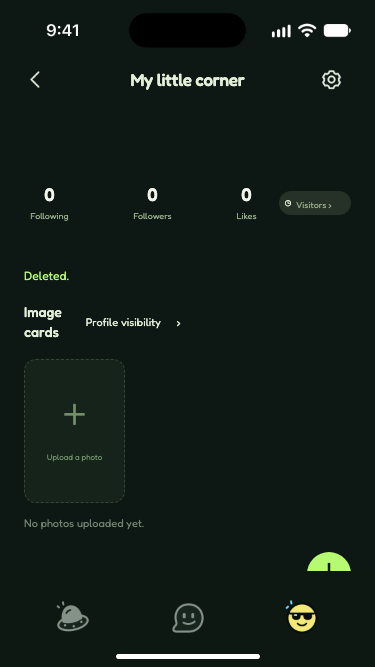 9:41
My little corner
0
Following
0
Followers
0
Likes
Visitors ›
Deleted.
Image
cards
Profile visibility ›
Upload a photo
No photos uploaded yet.